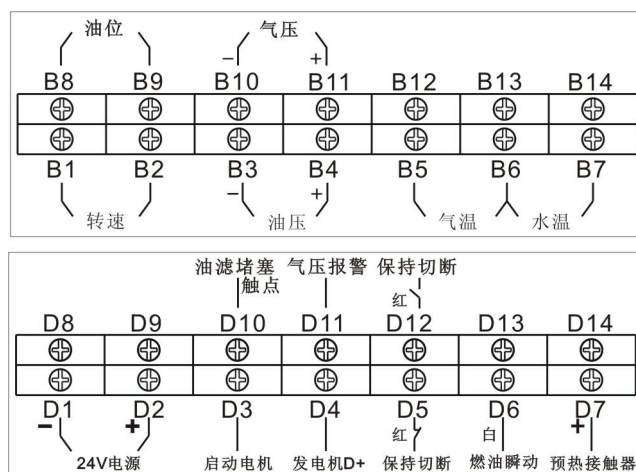 油位 气压
− +
B8 B9 B10 B11 B12 B13 B14
B1 B2 B3 B4 B5 B6 B7
− +
转速 油压 气温 水温
油滤堵塞 气压报警 保持切断
触点
红
D8 D9 D10 D11 D12 D13 D14
D1 D2 D3 D4 D5 D6 D7
− + 红 白 +
24V电源 启动电机 发电机D+ 保持切断 燃油瞬动 预热接触器